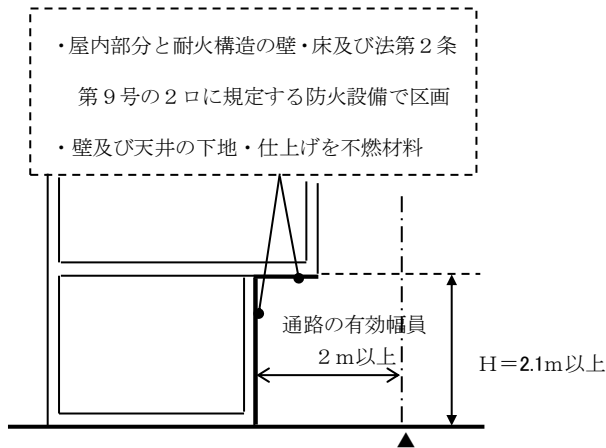 ・屋内部分と耐火構造の壁・床及び法第２条
第９号の２ロに規定する防火設備で区画
・壁及び天井の下地・仕上げを不燃材料
通路の有効幅員
２ｍ以上
H＝2.1ｍ以上